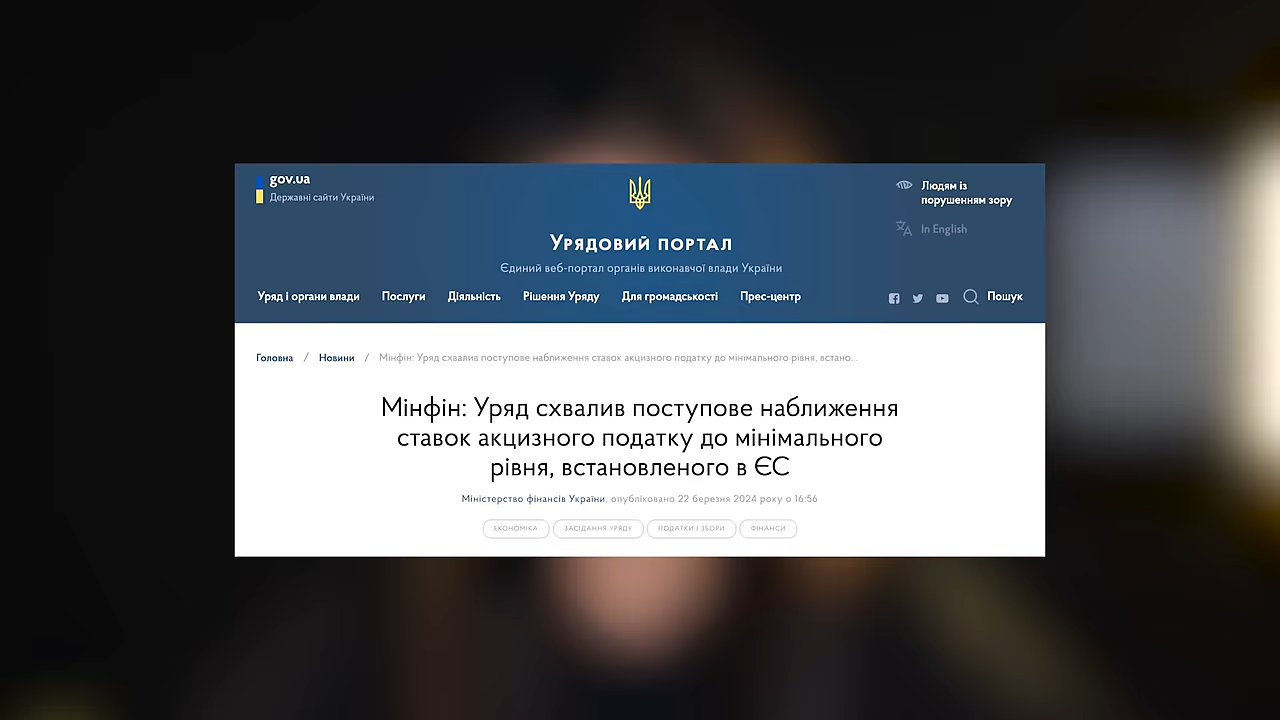 gov.ua
Державні сайти України
Людям із
порушенням зору
In English
Урядовий портал
Єдиний веб-портал органів виконавчої влади України
Уряд і органи влади Послуги Діяльність Рішення Уряду Для громадськості Прес-центр Пошук
Головна / Новини / Мінфін: Уряд схвалив поступове наближення ставок акцизного податку до мінімального рівня, встано...
Мінфін: Уряд схвалив поступове наближення
ставок акцизного податку до мінімального
рівня, встановленого в ЄС
Міністерство фінансів України, опубліковано 22 березня 2024 року о 16:56
ЕКОНОМІКА ЗАСІДАННЯ УРЯДУ ПОДАТКИ І ЗБОРИ ФІНАНСИ